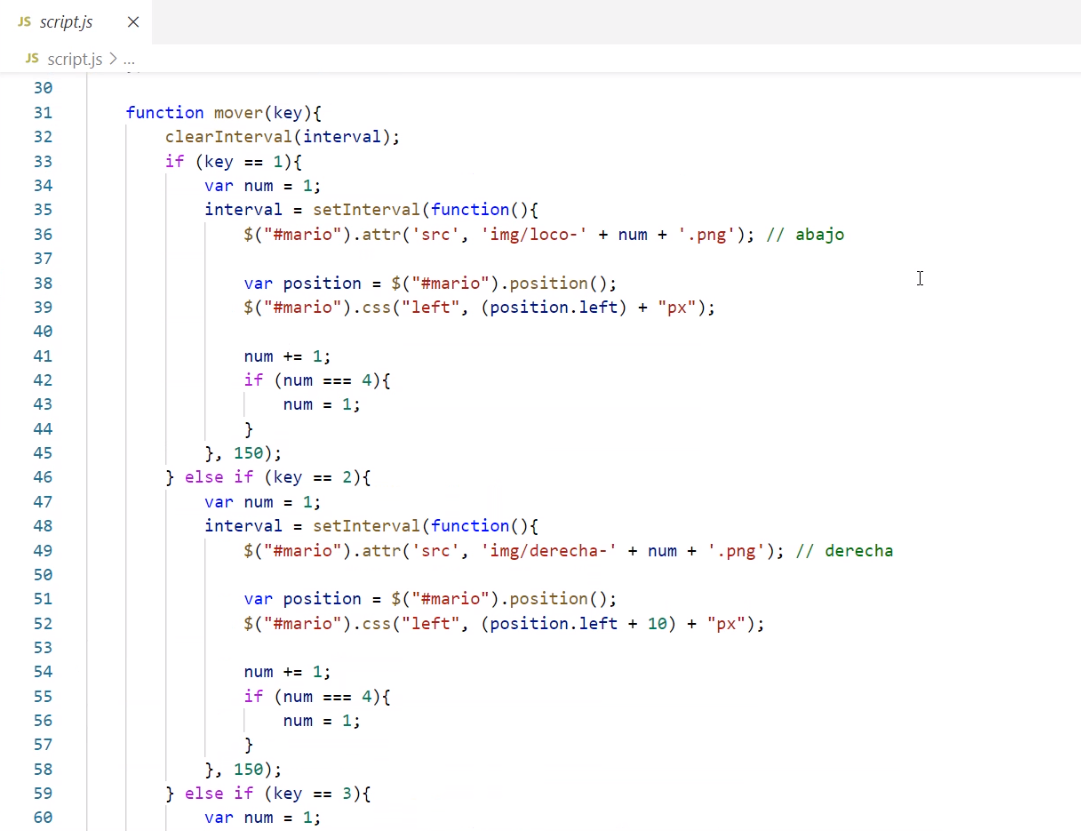 JS script.js ×
JS script.js > ...
30
31 function mover(key){
32 clearInterval(interval);
33 if (key == 1){
34 var num = 1;
35 interval = setInterval(function(){
36 $("#mario").attr('src', 'img/loco-' + num + '.png'); // abajo
37
38 var position = $("#mario").position();
39 $("#mario").css("left", (position.left) + "px");
40
41 num += 1;
42 if (num === 4){
43 num = 1;
44 }
45 }, 150);
46 } else if (key == 2){
47 var num = 1;
48 interval = setInterval(function(){
49 $("#mario").attr('src', 'img/derecha-' + num + '.png'); // derecha
50
51 var position = $("#mario").position();
52 $("#mario").css("left", (position.left + 10) + "px");
53
54 num += 1;
55 if (num === 4){
56 num = 1;
57 }
58 }, 150);
59 } else if (key == 3){
60 var num = 1;